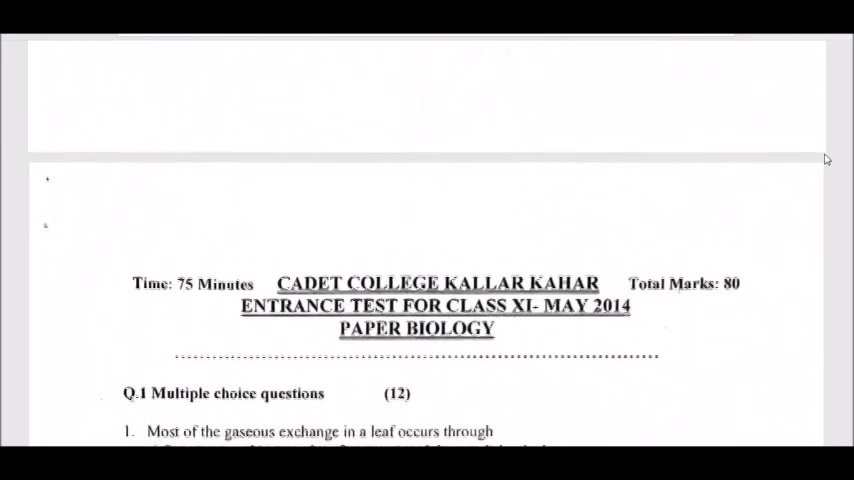 Time: 75 Minutes CADET COLLEGE KALLAR KAHAR Total Marks: 80
ENTRANCE TEST FOR CLASS XI- MAY 2014
PAPER BIOLOGY
Q.1 Multiple choice questions (12)
1. Most of the gaseous exchange in a leaf occurs through